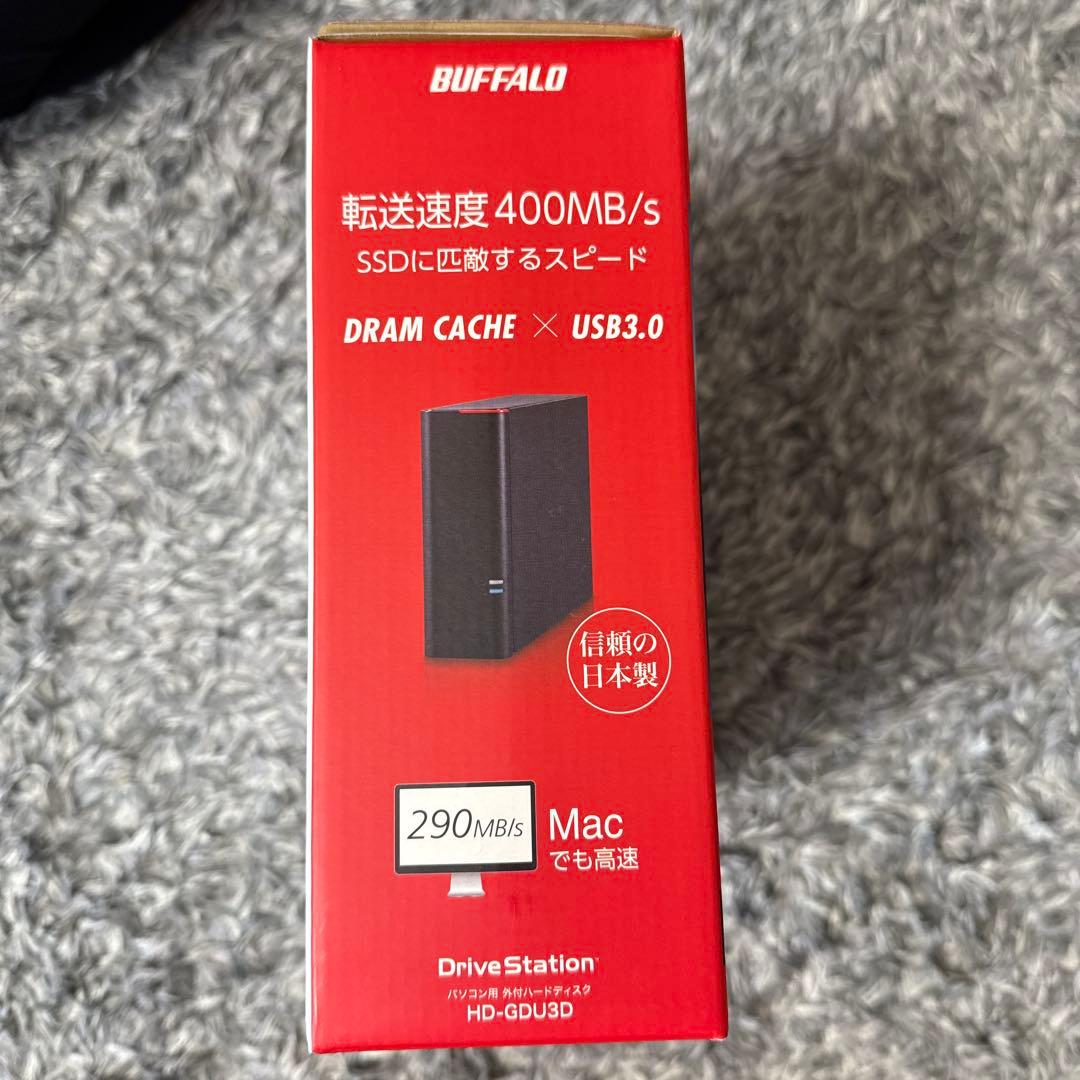 BUFFALO
転送速度400MB/s
SSDに匹敵するスピード
DRAM CACHE × USB3.0
信頼の
日本製
290MB/s
Mac
でも高速
DriveStation™
パソコン用 外付ハードディスク
HD-GDU3D